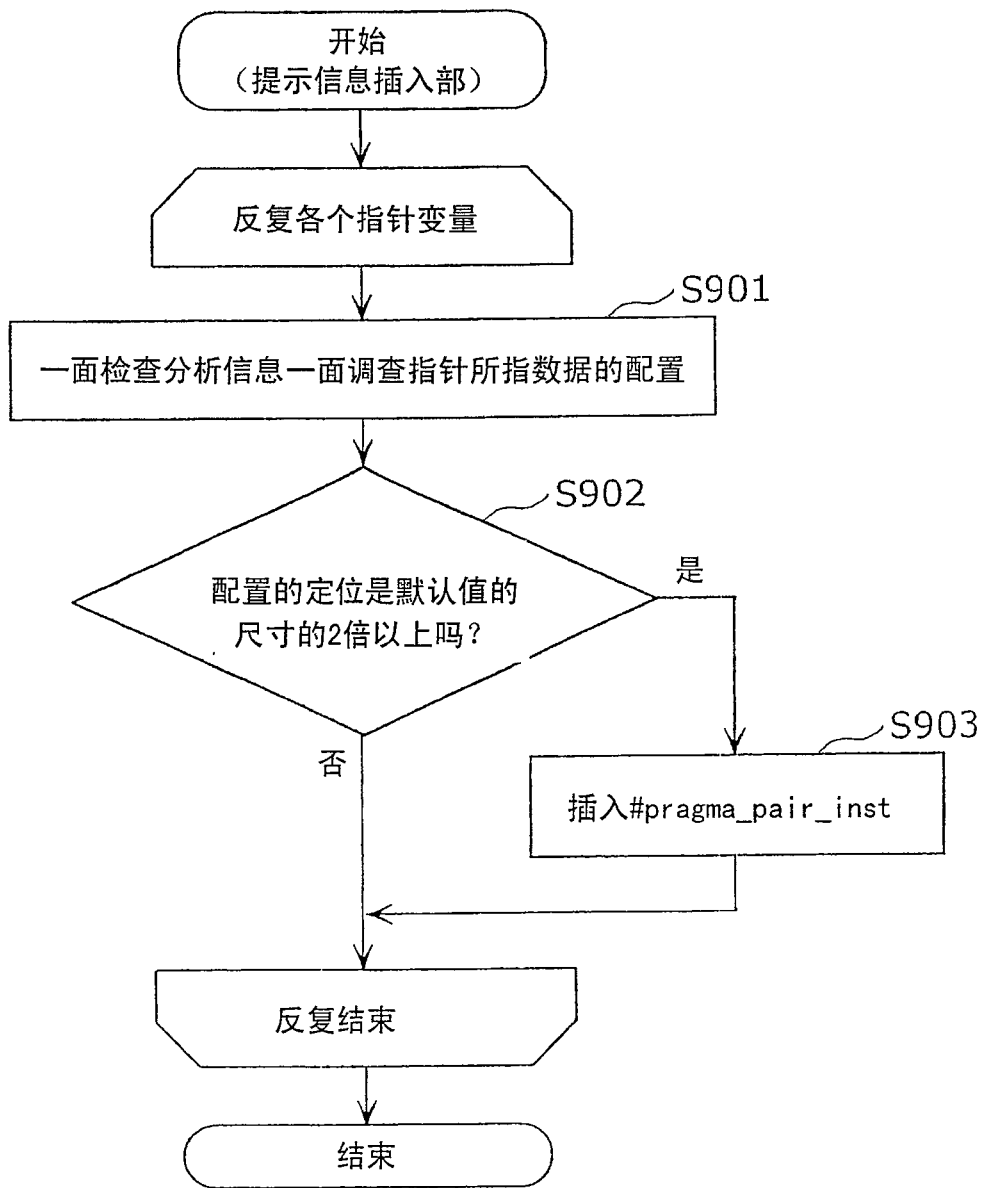 开始
（提示信息插入部）
反复各个指针变量
S901
一面检查分析信息一面调查指针所指数据的配置
S902
配置的定位是默认值的
尺寸的2倍以上吗？
是
否
S903
插入#pragma_pair_inst
反复结束
结束